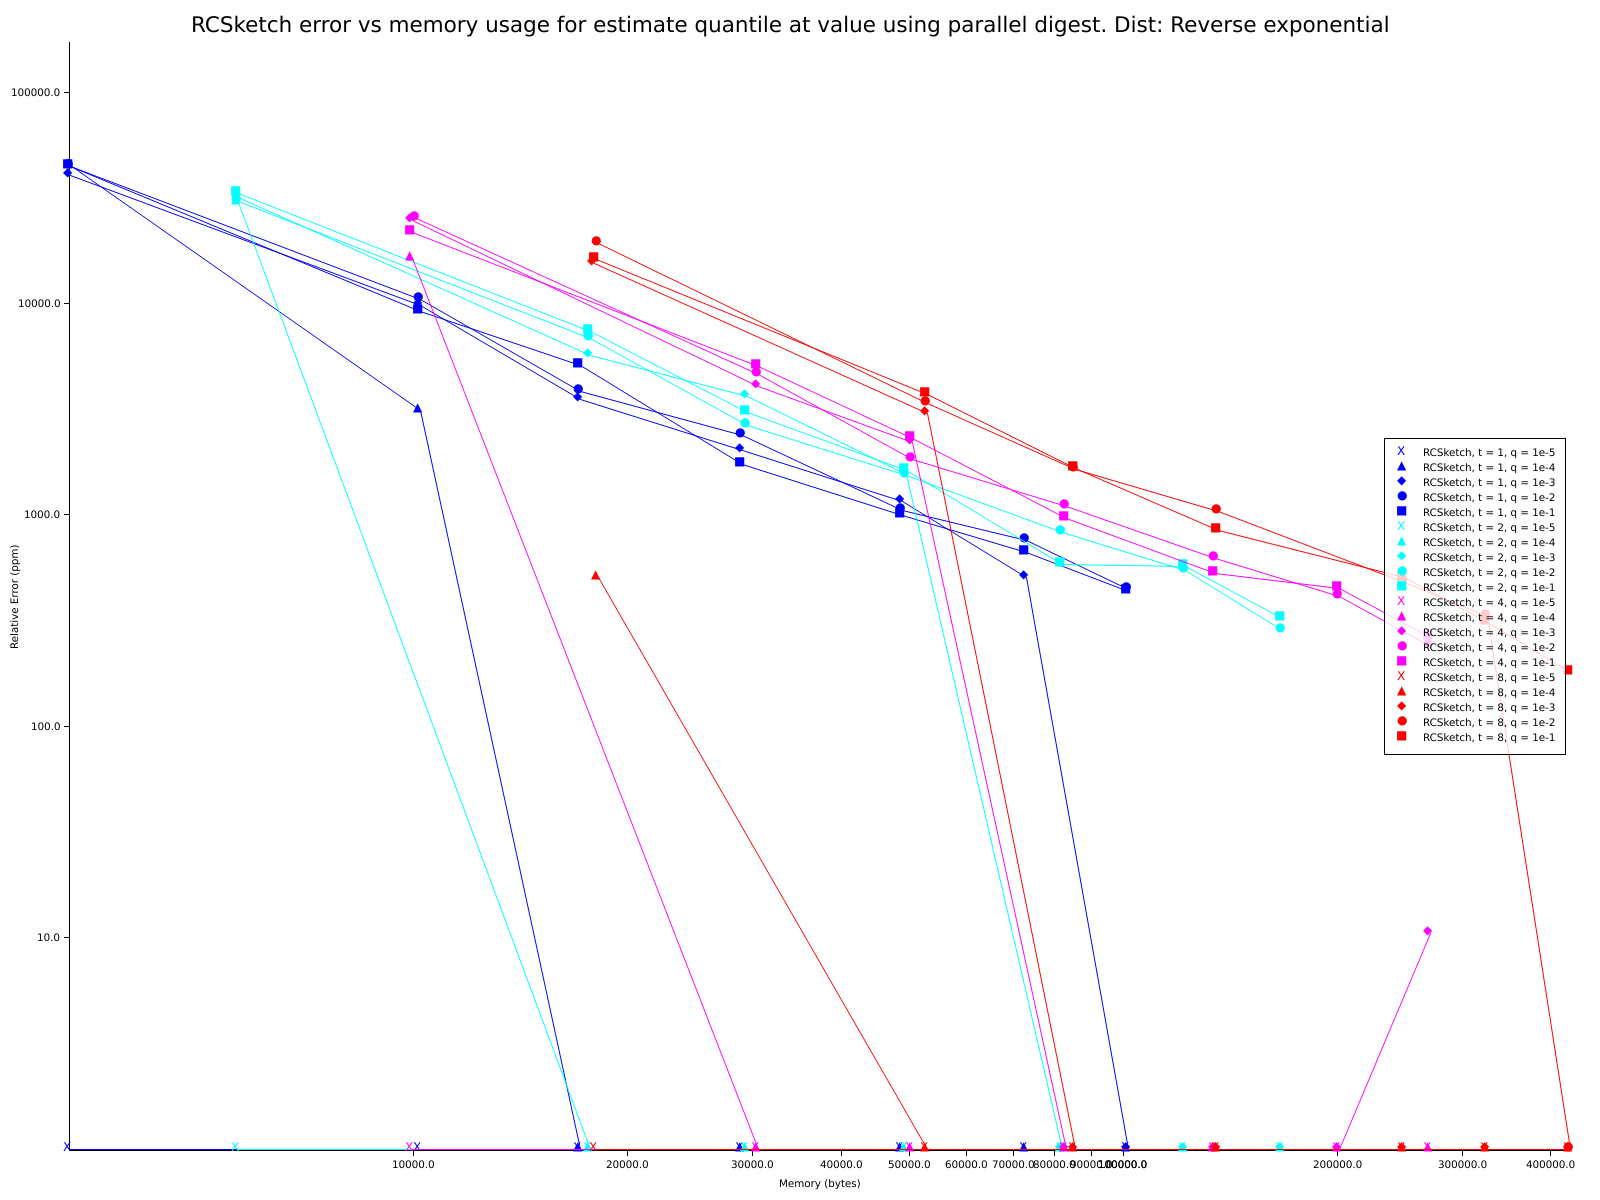 RCSketch error vs memory usage for estimate quantile at value using parallel digest. Dist: Reverse exponential
100000.0
10000.0
1000.0
100.0
10.0
Relative Error (ppm)
X RCSketch, t = 1, q = 1e-5
RCSketch, t = 1, q = 1e-4
RCSketch, t = 1, q = 1e-3
RCSketch, t = 1, q = 1e-2
RCSketch, t = 1, q = 1e-1
X RCSketch, t = 2, q = 1e-5
RCSketch, t = 2, q = 1e-4
RCSketch, t = 2, q = 1e-3
RCSketch, t = 2, q = 1e-2
RCSketch, t = 2, q = 1e-1
X RCSketch, t = 4, q = 1e-5
RCSketch, t = 4, q = 1e-4
RCSketch, t = 4, q = 1e-3
RCSketch, t = 4, q = 1e-2
RCSketch, t = 4, q = 1e-1
X RCSketch, t = 8, q = 1e-5
RCSketch, t = 8, q = 1e-4
RCSketch, t = 8, q = 1e-3
RCSketch, t = 8, q = 1e-2
RCSketch, t = 8, q = 1e-1
10000.0 20000.0 30000.0 40000.0 50000.0 60000.0 70000.0 80000.0 90000.0 100000.0 200000.0 300000.0 400000.0
Memory (bytes)